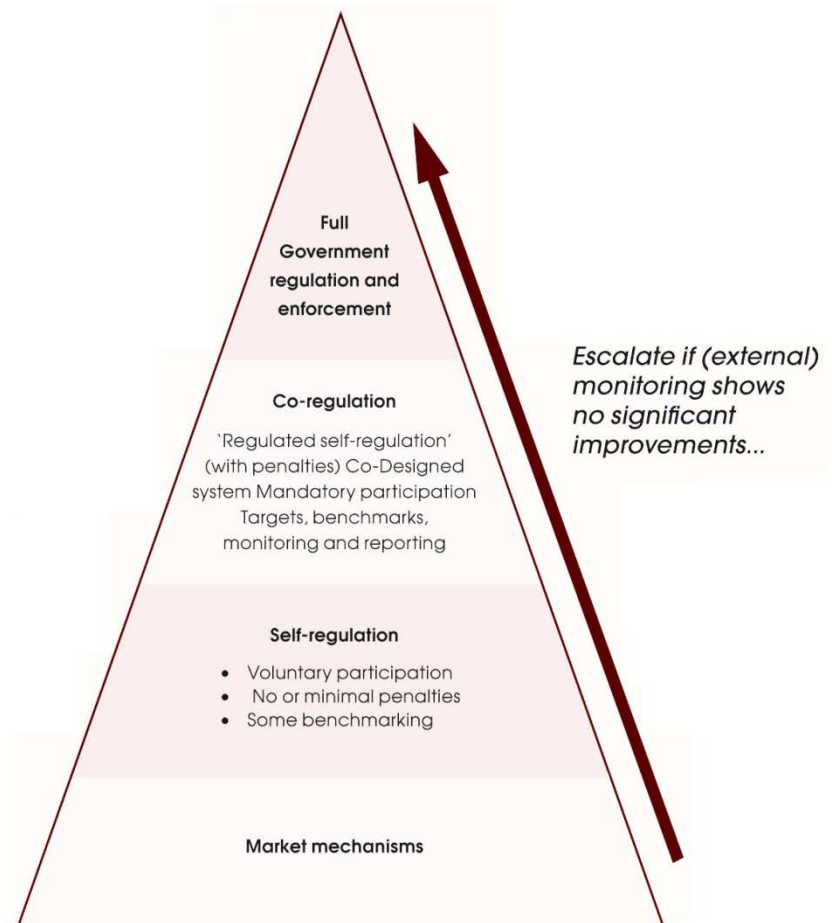 Full
Government
regulation and
enforcement
Co-regulation
‘Regulated self-regulation’
(with penalties) Co-Designed
system Mandatory participation
Targets, benchmarks,
monitoring and reporting
Self-regulation
• Voluntary participation
• No or minimal penalties
• Some benchmarking
Market mechanisms
Escalate if (external)
monitoring shows
no significant
improvements...